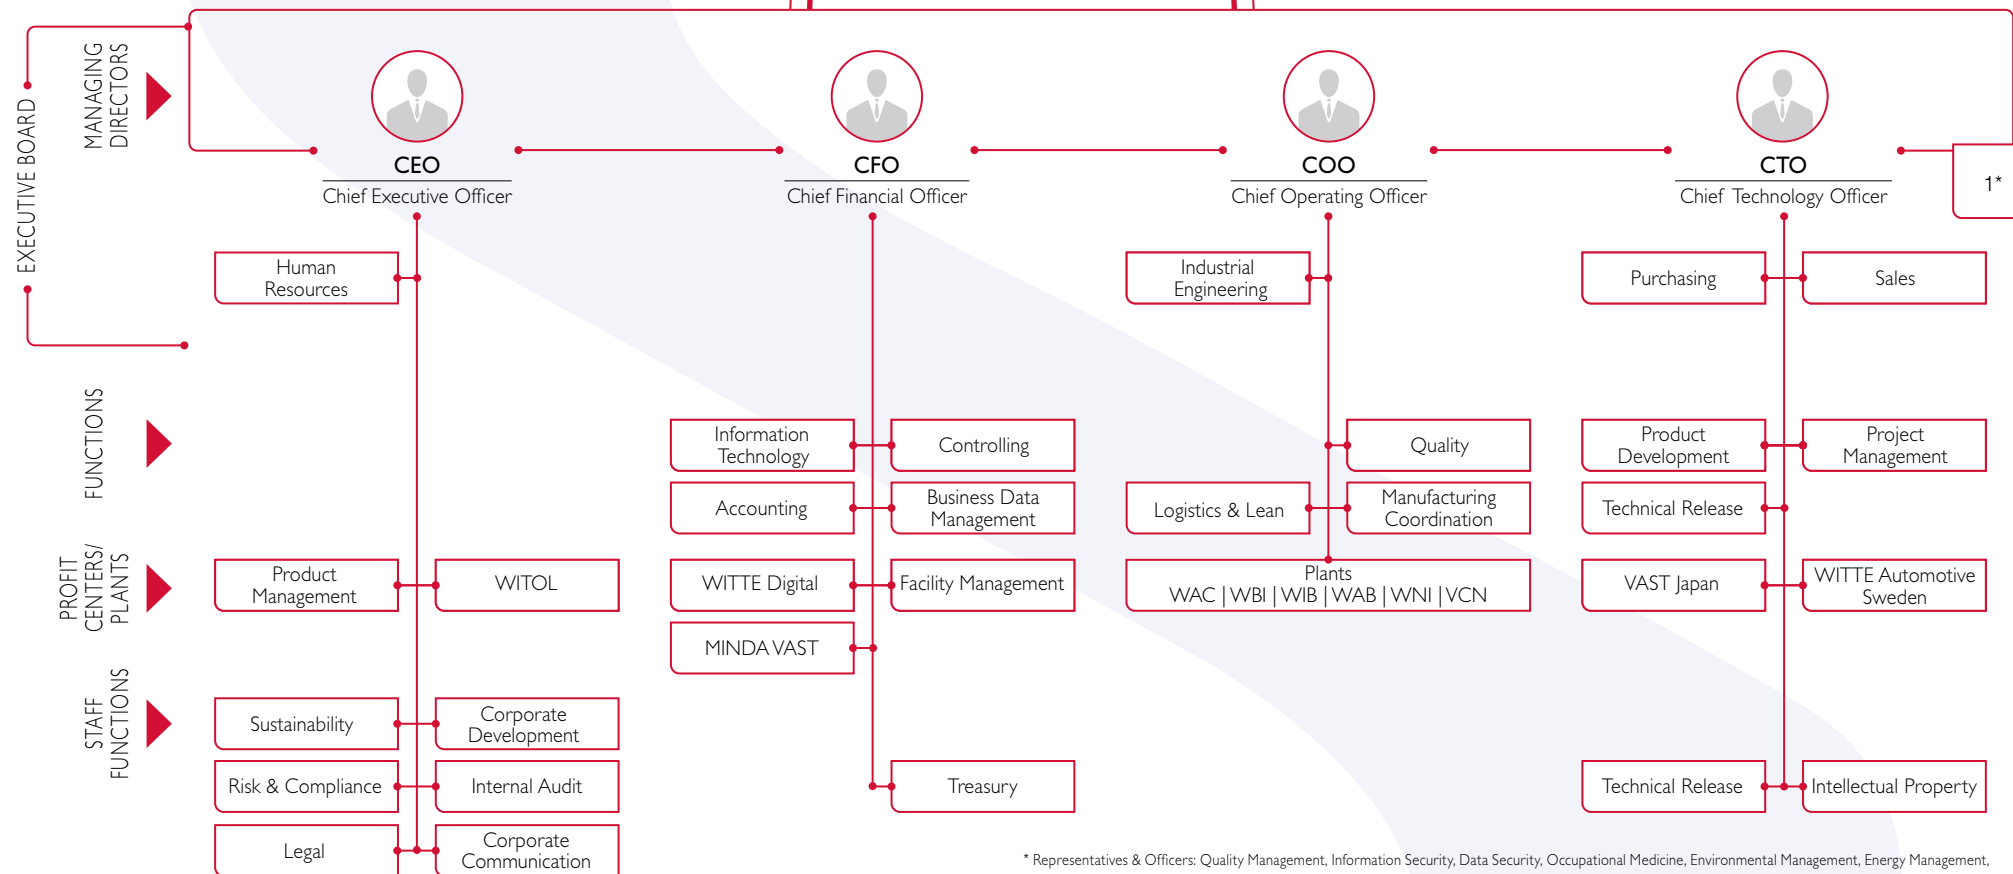 EXECUTIVE BOARD
MANAGING
DIRECTORS
CEO
Chief Executive Officer
CFO
Chief Financial Officer
COO
Chief Operating Officer
CTO
Chief Technology Officer
1*
Human
Resources
Industrial
Engineering
Purchasing
Sales
FUNCTIONS
Information
Technology
Controlling
Quality
Product
Development
Project
Management
Accounting
Business Data
Management
Logistics & Lean
Manufacturing
Coordination
Technical Release
PROFIT
CENTERS/
PLANTS
Product
Management
WITOL
WITTE Digital
Facility Management
Plants
WAC | WBI | WIB | WAB | WNI | VCN
VAST Japan
WITTE Automotive
Sweden
MINDA VAST
STAFF
FUNCTIONS
Sustainability
Corporate
Development
Risk & Compliance
Internal Audit
Treasury
Technical Release
Intellectual Property
Legal
Corporate
Communication
* Representatives & Officers: Quality Management, Information Security, Data Security, Occupational Medicine, Environmental Management, Energy Management,